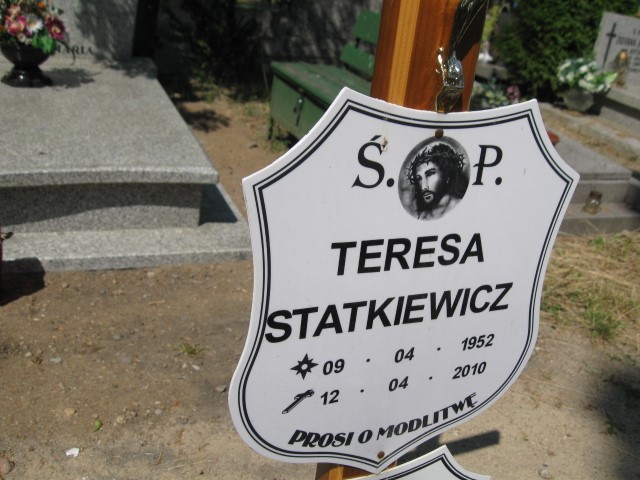 Ś. P.
TERESA
STATKIEWICZ
09 · 04 · 1952
12 · 04 · 2010
PROSI O MODLITWĘ